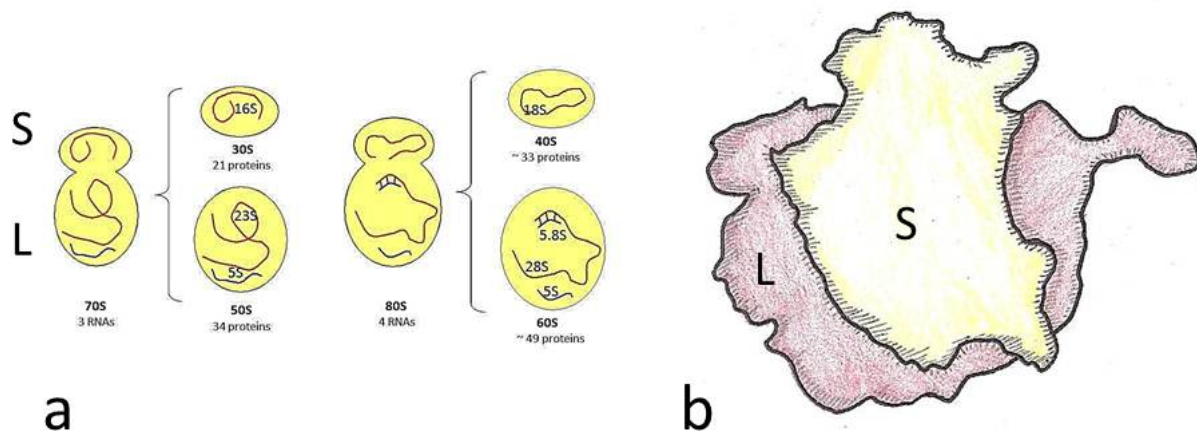 S
L
70S
3 RNAs
16S
30S
21 proteins
23S
5S
50S
34 proteins
80S
4 RNAs
18S
40S
~ 33 proteins
5.8S
28S
5S
60S
~ 49 proteins
a
S
L
b